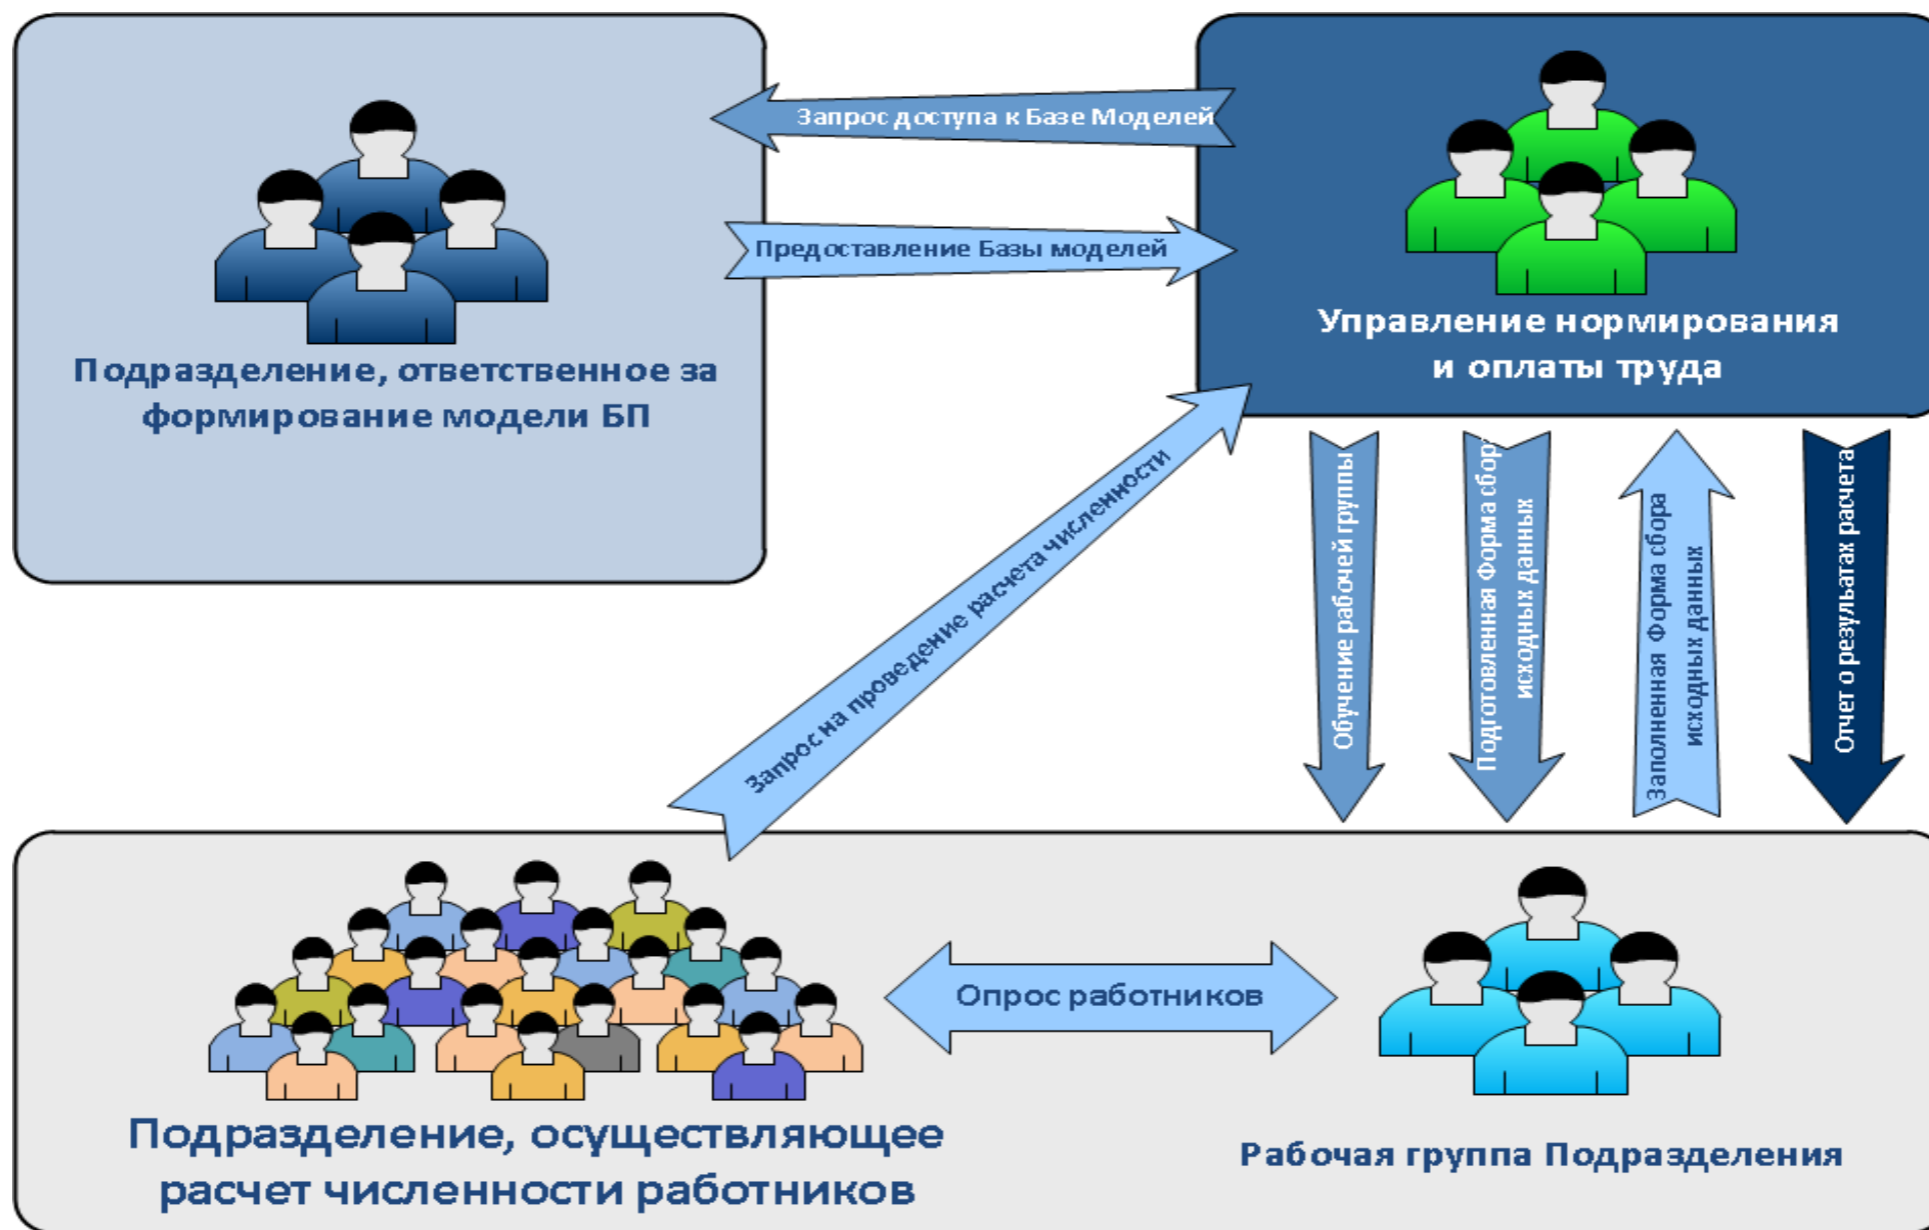 Запрос доступа к Базе Моделей
Предоставление Базы моделей
Подразделение, ответственное за
формирование модели БП
Управление нормирования
и оплаты труда
Запрос на проведение расчета численности
Обучение рабочей группы
Подготовленная Форма сбор
исходных данных
Заполненная Форма сбора
исходных данных
Отчет о результатах расчета
Опрос работников
Подразделение, осуществляющее
расчет численности работников
Рабочая группа Подразделения